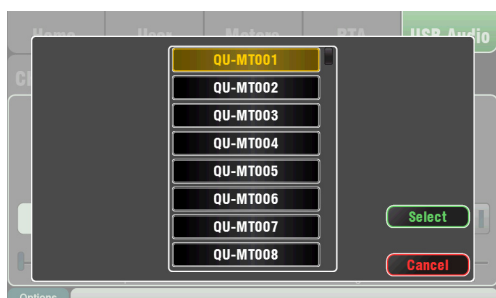 Home User Meters RTA USB Audio
QU-MT001
QU-MT002
QU-MT003
QU-MT004
QU-MT005
QU-MT006
QU-MT007
QU-MT008
Select
Cancel
Options